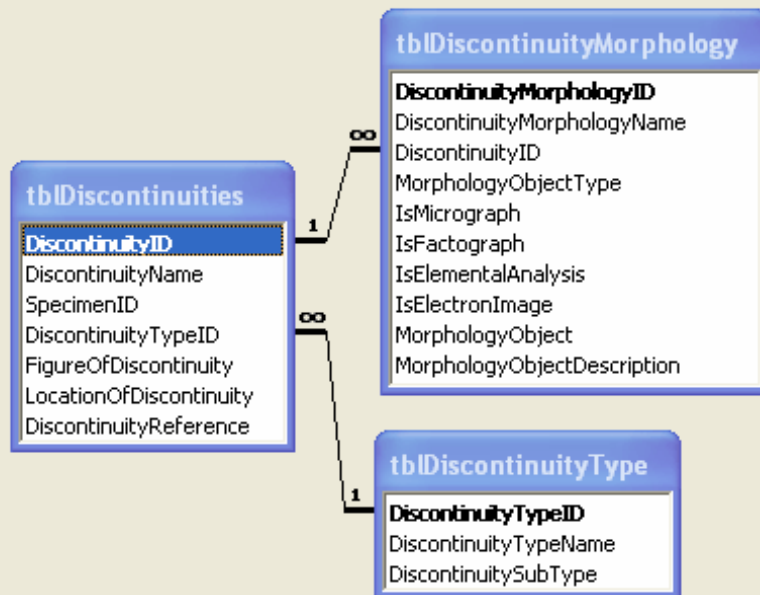 tblDiscontinuityMorphology
DiscontinuityMorphologyID
DiscontinuityMorphologyName
DiscontinuityID
MorphologyObjectType
IsMicrograph
IsFactograph
IsElementalAnalysis
IsElectronImage
MorphologyObject
MorphologyObjectDescription
∞
1
tblDiscontinuities
DiscontinuityID
DiscontinuityName
SpecimenID
DiscontinuityTypeID
FigureOfDiscontinuity
LocationOfDiscontinuity
DiscontinuityReference
∞
1
tblDiscontinuityType
DiscontinuityTypeID
DiscontinuityTypeName
DiscontinuitySubType